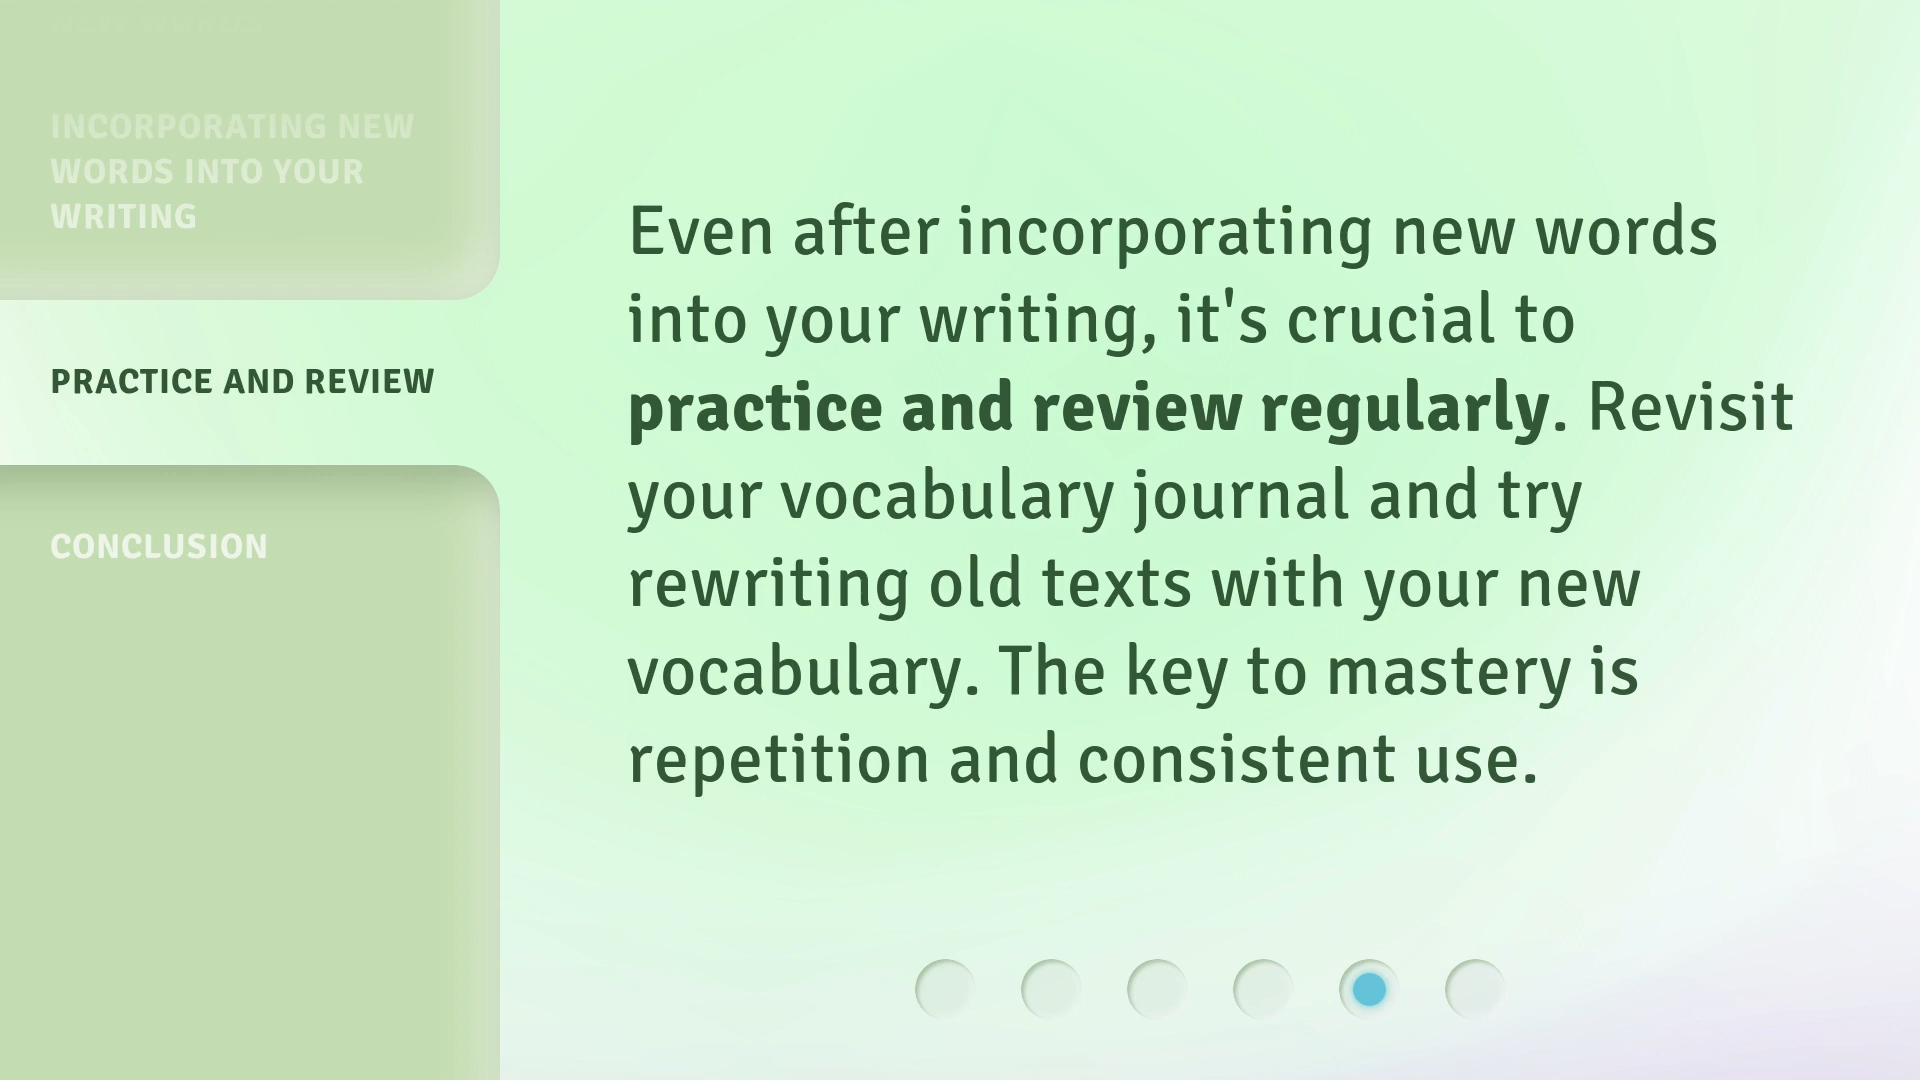 INCORPORATING NEW
WORDS INTO YOUR
WRITING
PRACTICE AND REVIEW
CONCLUSION
Even after incorporating new words
into your writing, it's crucial to
practice and review regularly. Revisit
your vocabulary journal and try
rewriting old texts with your new
vocabulary. The key to mastery is
repetition and consistent use.